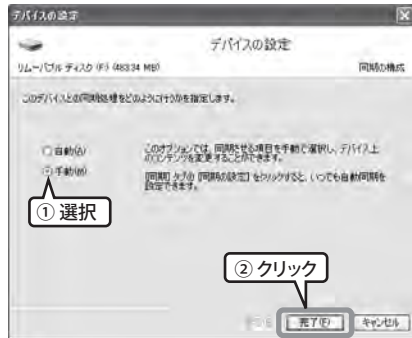 デバイスの設定
デバイスの設定
リムーバブル ディスク (F:) (483.34 MB)
同期の構成
このデバイスとの同期処理をどのように行うかを指定します。
自動(A)
このオプションでは、同期させる項目を手動で選択し、デバイス上
のコンテンツを変更することができます。
手動(M)
[同期] タブの [同期の設定] をクリックすると、いつでも自動同期を
設定できます。
① 選択
② クリック
完了(F)
キャンセル